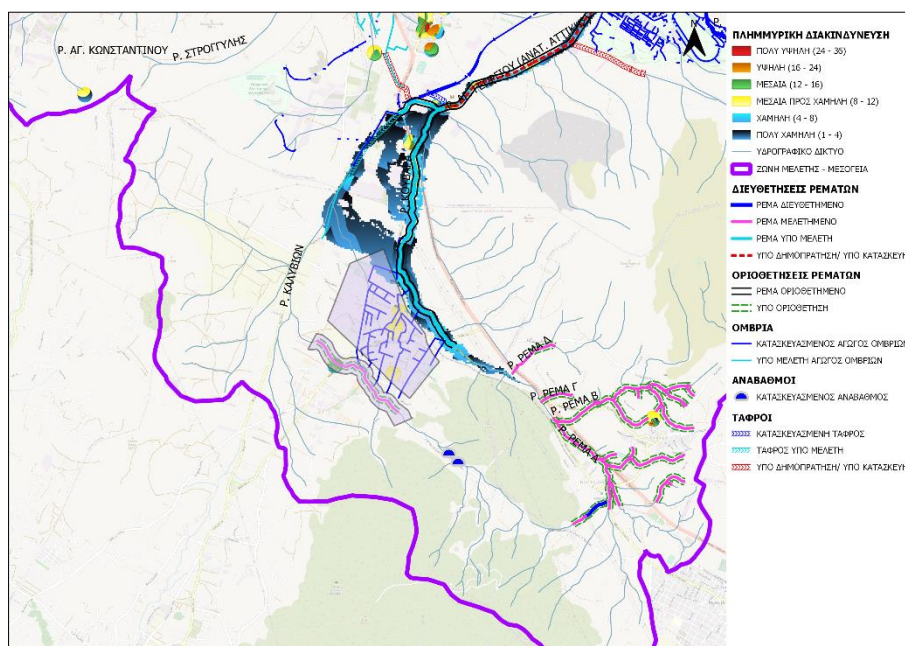 Ρ. ΑΓ. ΚΩΝΣΤΑΝΤΙΝΟΥ
Ρ. ΣΤΡΟΓΓΥΛΗΣ
(ΑΝΑΤ. ΑΤΤΙΚΗ
N
Ρ.
Ρ. ΚΑΛΥΒΙΩΝ
Ρ. ΡΕΜΑ Δ
Ρ. ΡΕΜΑ Γ
Ρ. ΡΕΜΑ Β
Ρ. ΡΕΜΑ Α
ΠΛΗΜΜΥΡΙΚΗ ΔΙΑΚΙΝΔΥΝΕΥΣΗ
ΠΟΛΥ ΥΨΗΛΗ (24 - 36)
ΥΨΗΛΗ (16 - 24)
ΜΕΣΑΙΑ (12 - 16)
ΜΕΣΑΙΑ ΠΡΟΣ ΧΑΜΗΛΗ (8 - 12)
ΧΑΜΗΛΗ (4 - 8)
ΠΟΛΥ ΧΑΜΗΛΗ (1 - 4)
ΥΔΡΟΓΡΑΦΙΚΟ ΔΙΚΤΥΟ
ΖΩΝΗ ΜΕΛΕΤΗΣ - ΜΕΣΟΓΕΙΑ
ΔΙΕΥΘΕΤΗΣΕΙΣ ΡΕΜΑΤΩΝ
ΡΕΜΑ ΔΙΕΥΘΕΤΗΜΕΝΟ
ΡΕΜΑ ΜΕΛΕΤΗΜΕΝΟ
ΡΕΜΑ ΥΠΟ ΜΕΛΕΤΗ
ΥΠΟ ΔΗΜΟΠΡΑΤΗΣΗ/ ΥΠΟ ΚΑΤΑΣΚΕΥΗ
ΟΡΙΟΘΕΤΗΣΕΙΣ ΡΕΜΑΤΩΝ
ΡΕΜΑ ΟΡΙΟΘΕΤΗΜΕΝΟ
ΥΠΟ ΟΡΙΟΘΕΤΗΣΗ
ΟΜΒΡΙΑ
ΚΑΤΑΣΚΕΥΑΣΜΕΝΟΣ ΑΓΩΓΟΣ ΟΜΒΡΙΩΝ
ΥΠΟ ΜΕΛΕΤΗ ΑΓΩΓΟΣ ΟΜΒΡΙΩΝ
ΑΝΑΒΑΘΜΟΙ
ΚΑΤΑΣΚΕΥΑΣΜΕΝΟΣ ΑΝΑΒΑΘΜΟΣ
ΤΑΦΡΟΙ
ΚΑΤΑΣΚΕΥΑΣΜΕΝΗ ΤΑΦΡΟΣ
ΤΑΦΡΟΣ ΥΠΟ ΜΕΛΕΤΗ
ΥΠΟ ΔΗΜΟΠΡΑΤΗΣΗ/ ΥΠΟ ΚΑΤΑΣΚΕΥΗ